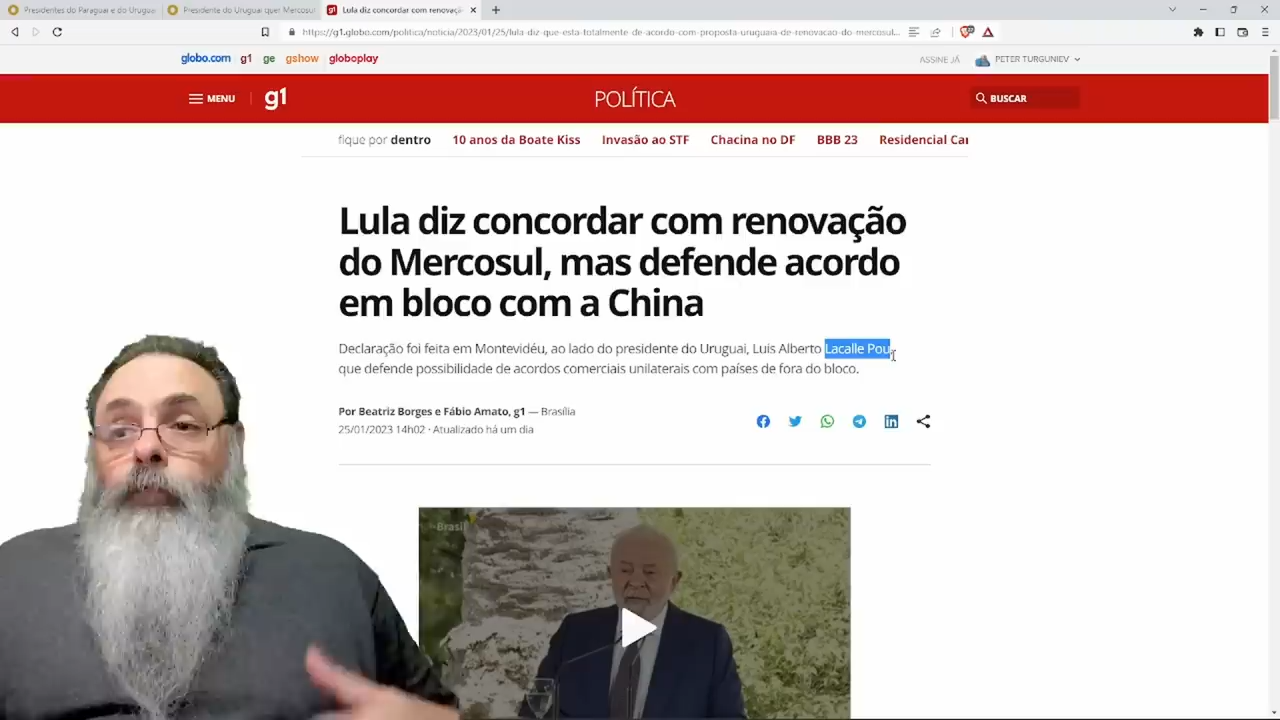 Presidentes do Paraguai e do Urugua
Presidente do Uruguai quer Mercosul
Lula diz concordar com renovaçã
https://g1.globo.com/politica/noticia/2023/01/25/lula-diz-que-esta-totalmente-de-acordo-com-proposta-uruguaia-de-renovacao-do-mercosul...
globo.com g1 ge gshow globoplay
ASSINE JÁ
PETER TURGUNIEV
MENU
g1
POLÍTICA
BUSCAR
fique por dentro
10 anos da Boate Kiss
Invasão ao STF
Chacina no DF
BBB 23
Residencial Car
Lula diz concordar com renovação
do Mercosul, mas defende acordo
em bloco com a China
Declaração foi feita em Montevidéu, ao lado do presidente do Uruguai, Luis Alberto Lacalle Pou,
que defende possibilidade de acordos comerciais unilaterais com países de fora do bloco.
Por Beatriz Borges e Fábio Amato, g1 — Brasília
25/01/2023 14h02 · Atualizado há um dia
Brasil